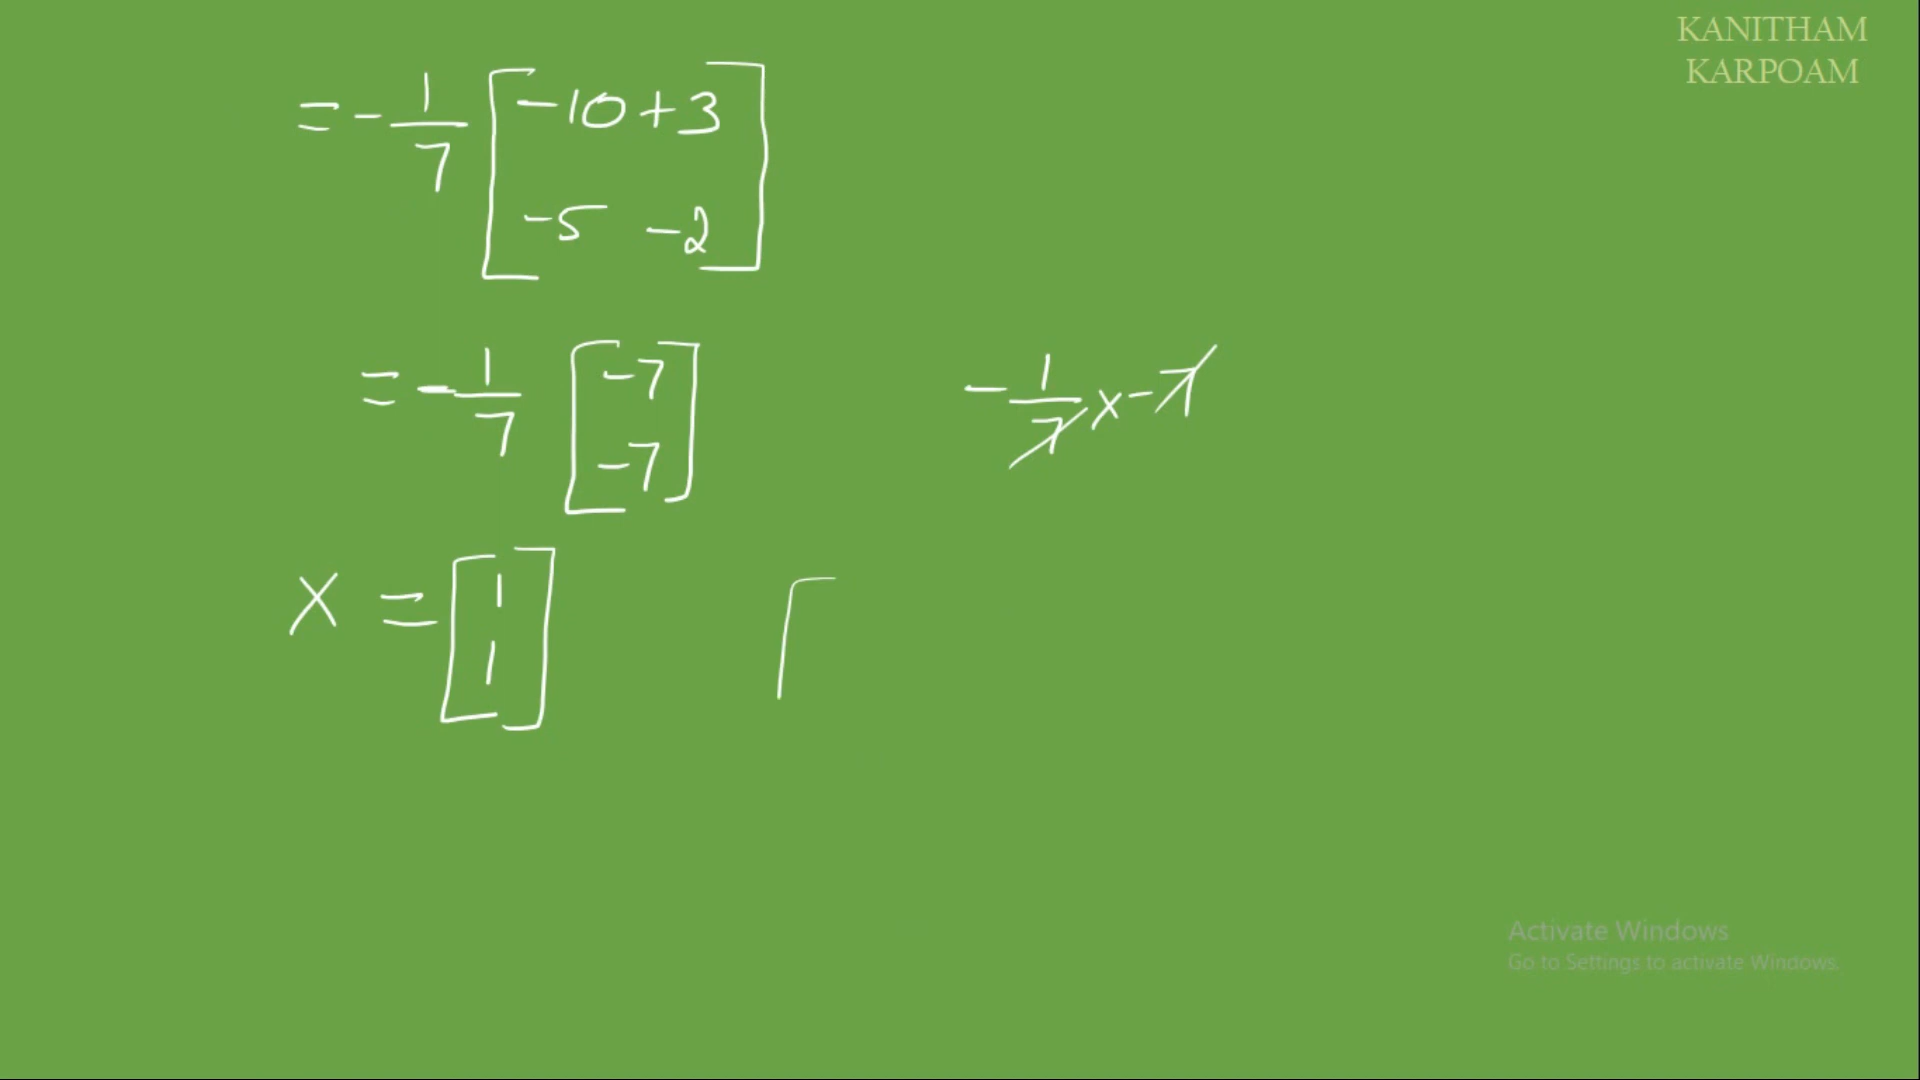 KANITHAM
KARPOAM
= - 1/7 [ -10 + 3
-5 -2 ]
= - 1/7 [ -7
-7 ]
- 1/7 x -7
X = [ 1
1 ]
[
Activate Windows
Go to Settings to activate Windows.